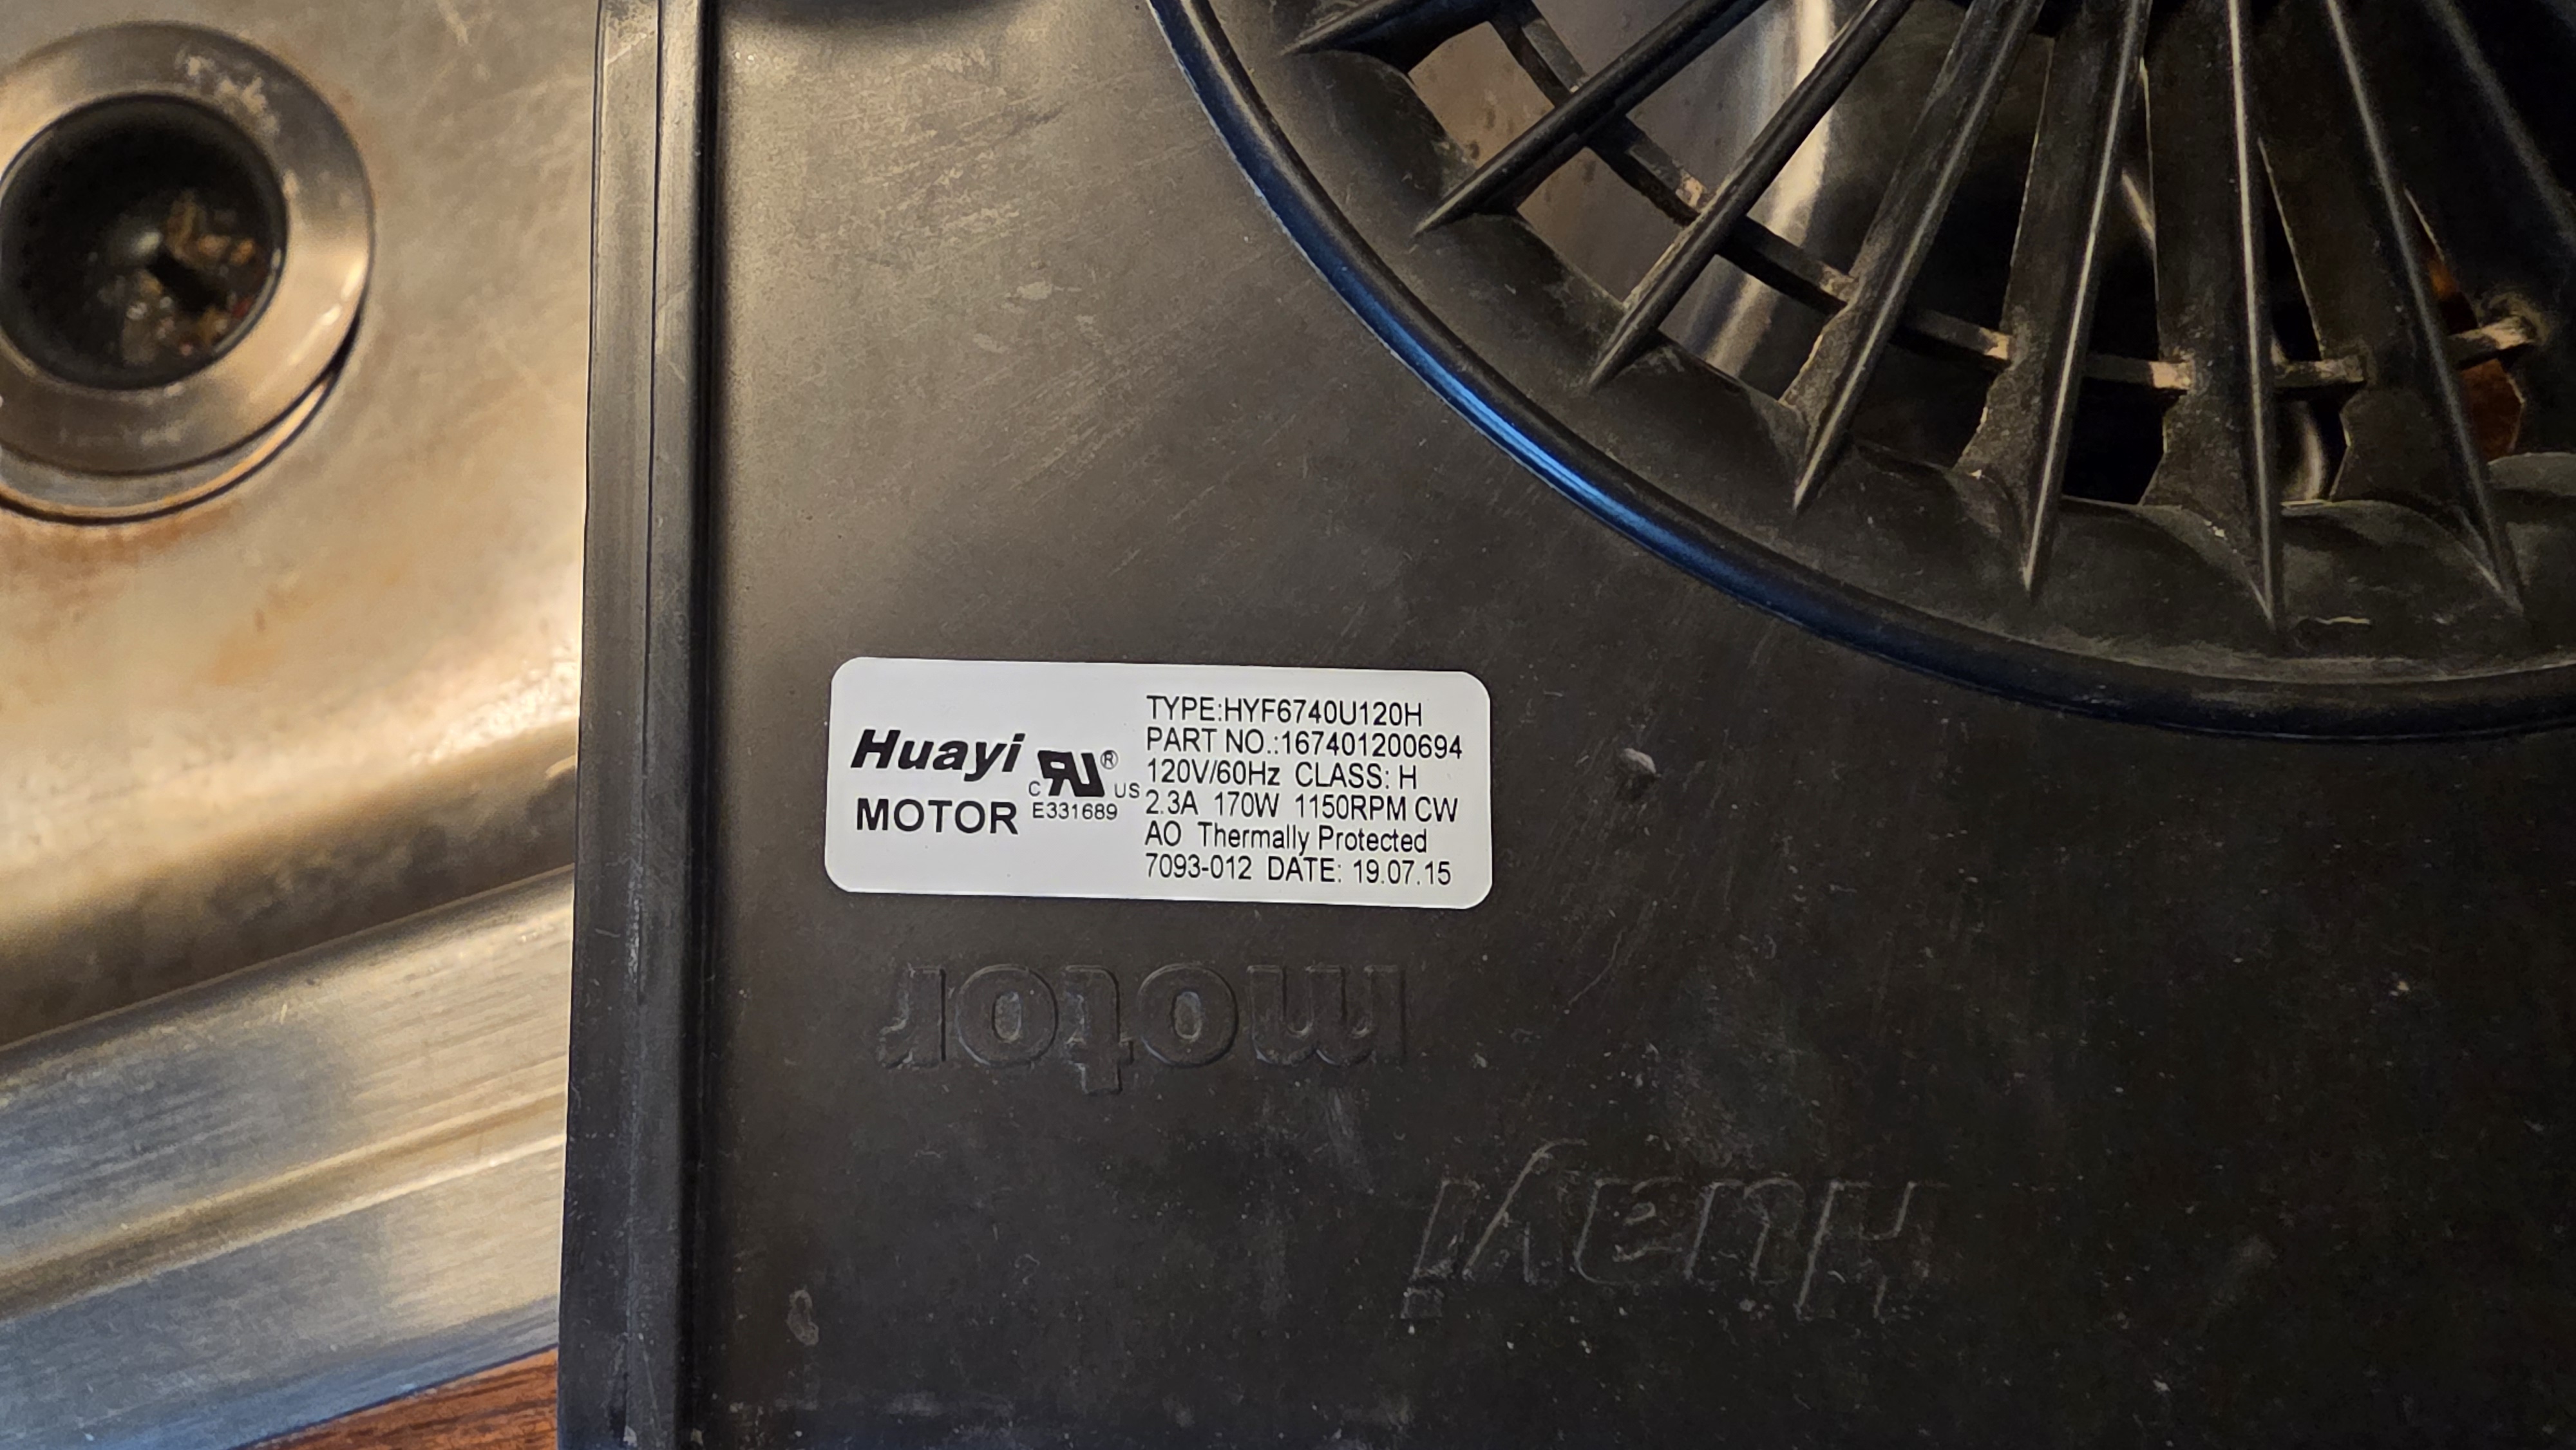 Huayi
MOTOR
c RU® US
E331689
TYPE:HYF6740U120H
PART NO.:167401200694
120V/60Hz CLASS: H
2.3A 170W 1150RPM CW
AO Thermally Protected
7093-012 DATE: 19.07.15
motor
Huayi